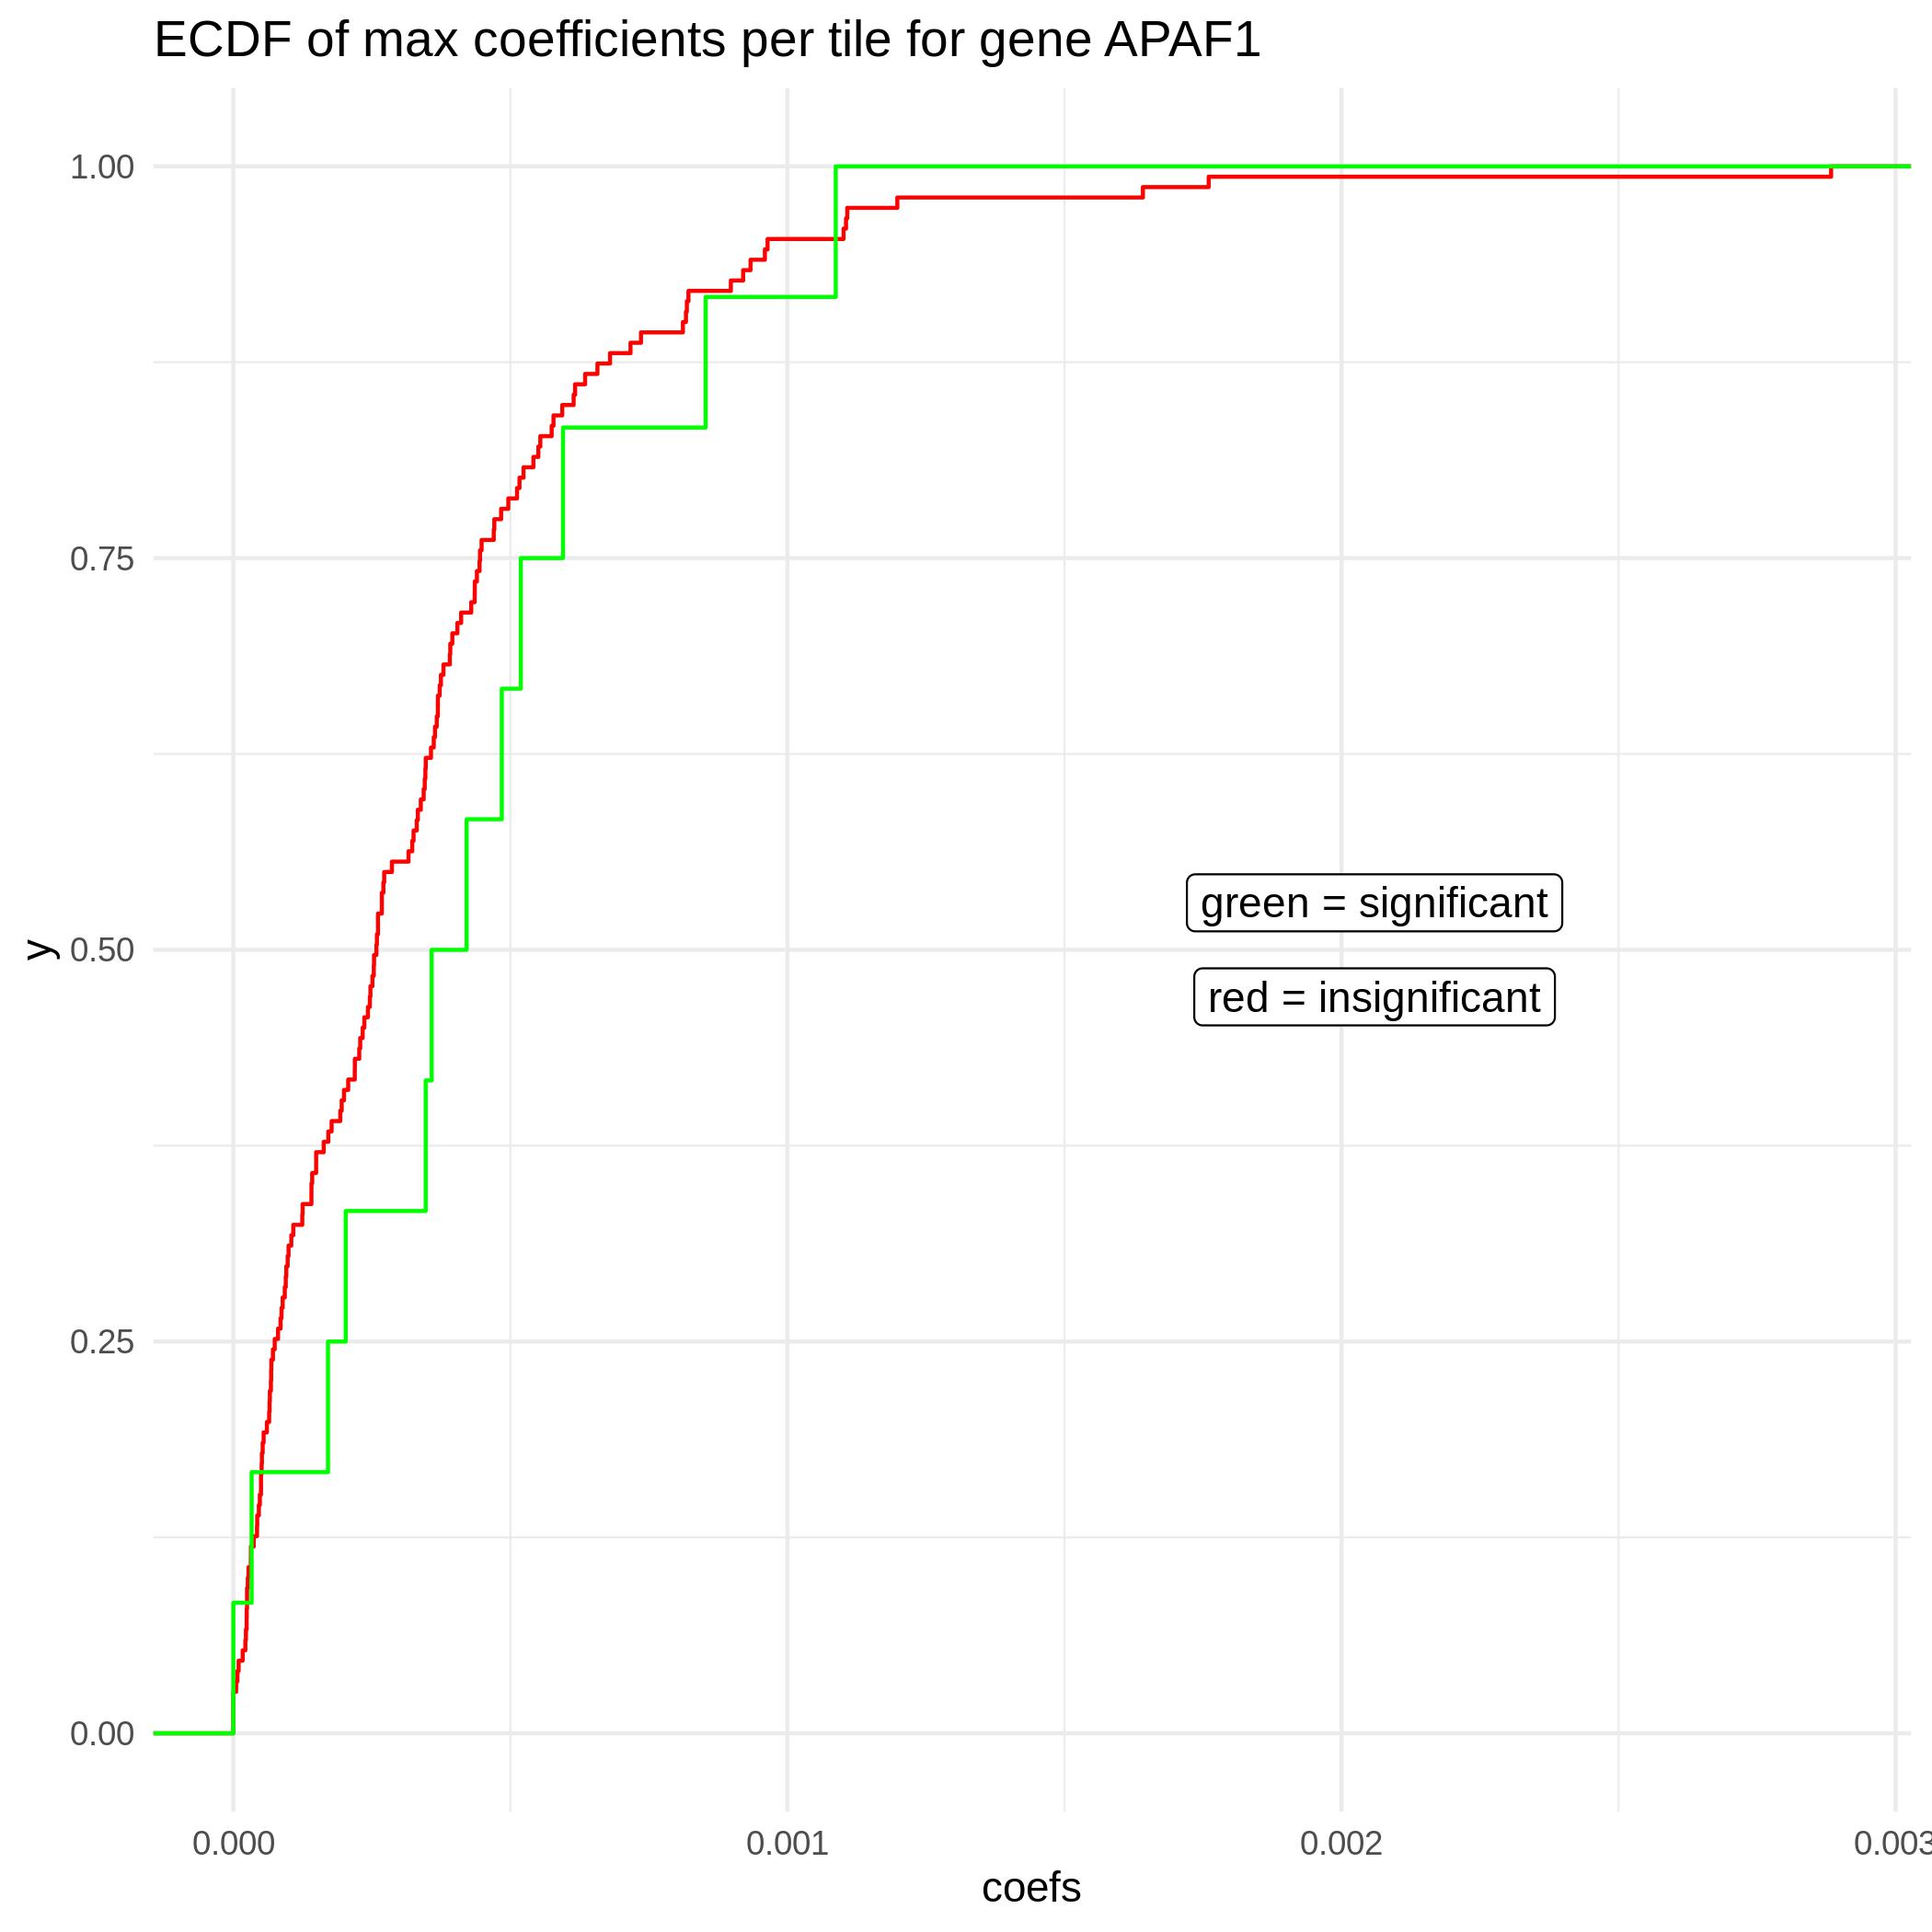 ECDF of max coefficients per tile for gene APAF1
1.00
0.75
0.50
0.25
0.00
y
green = significant
red = insignificant
0.000 0.001 0.002 0.003
coefs